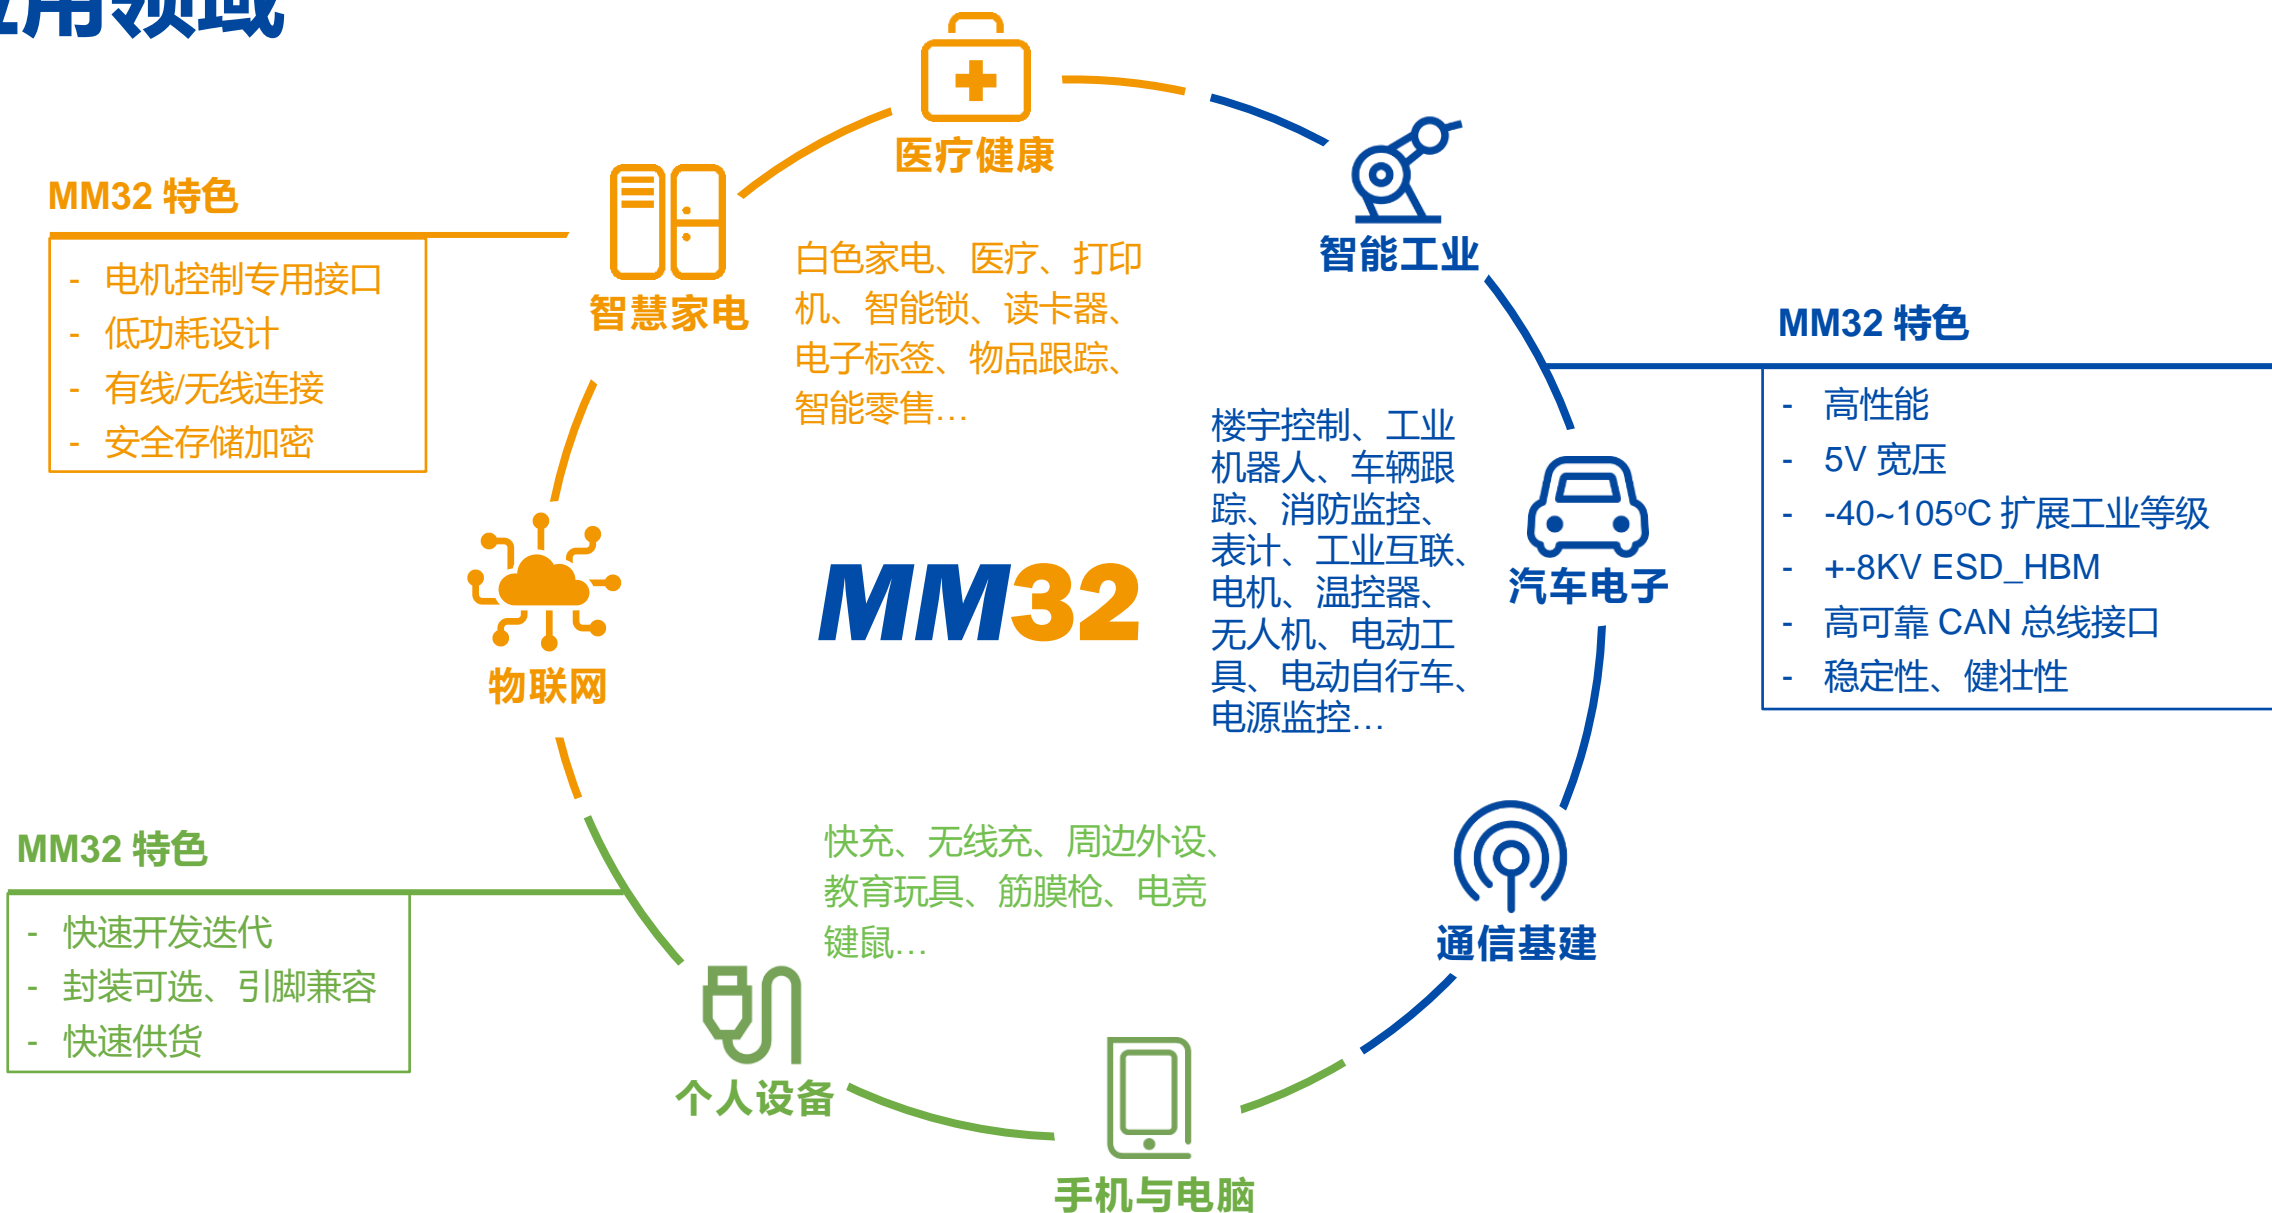 应用领域
医疗健康
MM32 特色
- 电机控制专用接口
- 低功耗设计
- 有线/无线连接
- 安全存储加密
智慧家电
白色家电、医疗、打印
机、智能锁、读卡器、
电子标签、物品跟踪、
智能零售…
智能工业
MM32 特色
- 高性能
- 5V 宽压
- -40~105ºC 扩展工业等级
- +-8KV ESD_HBM
- 高可靠 CAN 总线接口
- 稳定性、健壮性
楼宇控制、工业
机器人、车辆跟
踪、消防监控、
表计、工业互联、
电机、温控器、
无人机、电动工
具、电动自行车、
电源监控…
汽车电子
物联网
MM32
通信基建
MM32 特色
- 快速开发迭代
- 封装可选、引脚兼容
- 快速供货
快充、无线充、周边外设、
教育玩具、筋膜枪、电竞
键鼠…
个人设备
手机与电脑